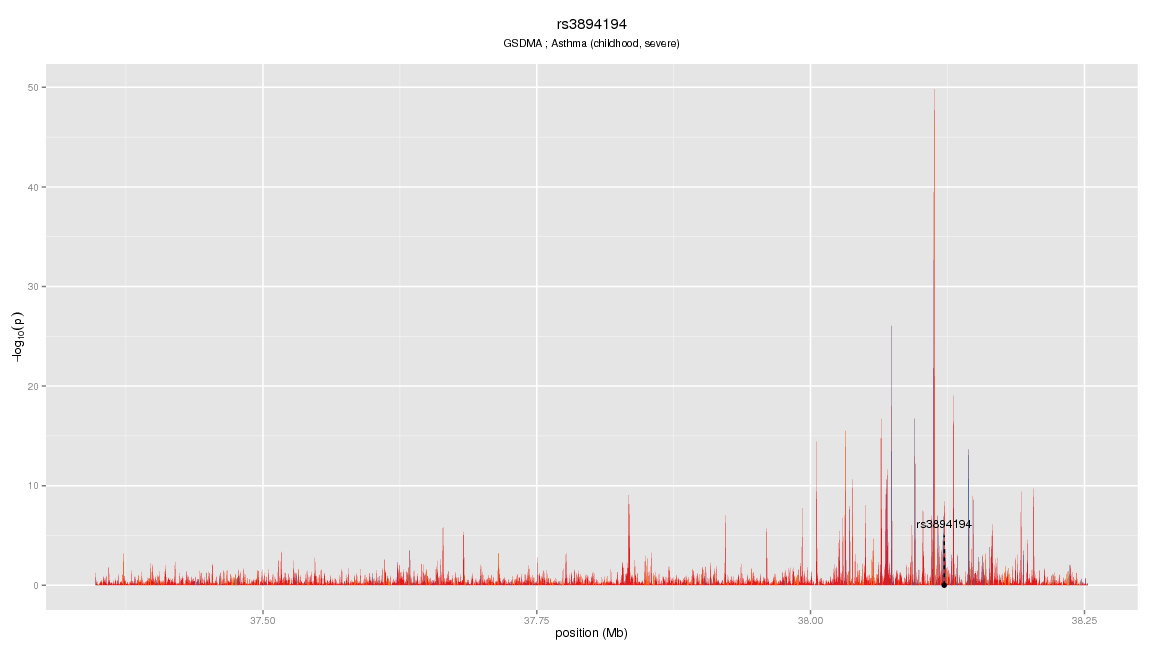 rs3894194
GSDMA ; Asthma (childhood, severe)
50
40
30
20
10
0
−log10(p)
rs3894194
37.50
37.75
38.00
38.25
position (Mb)